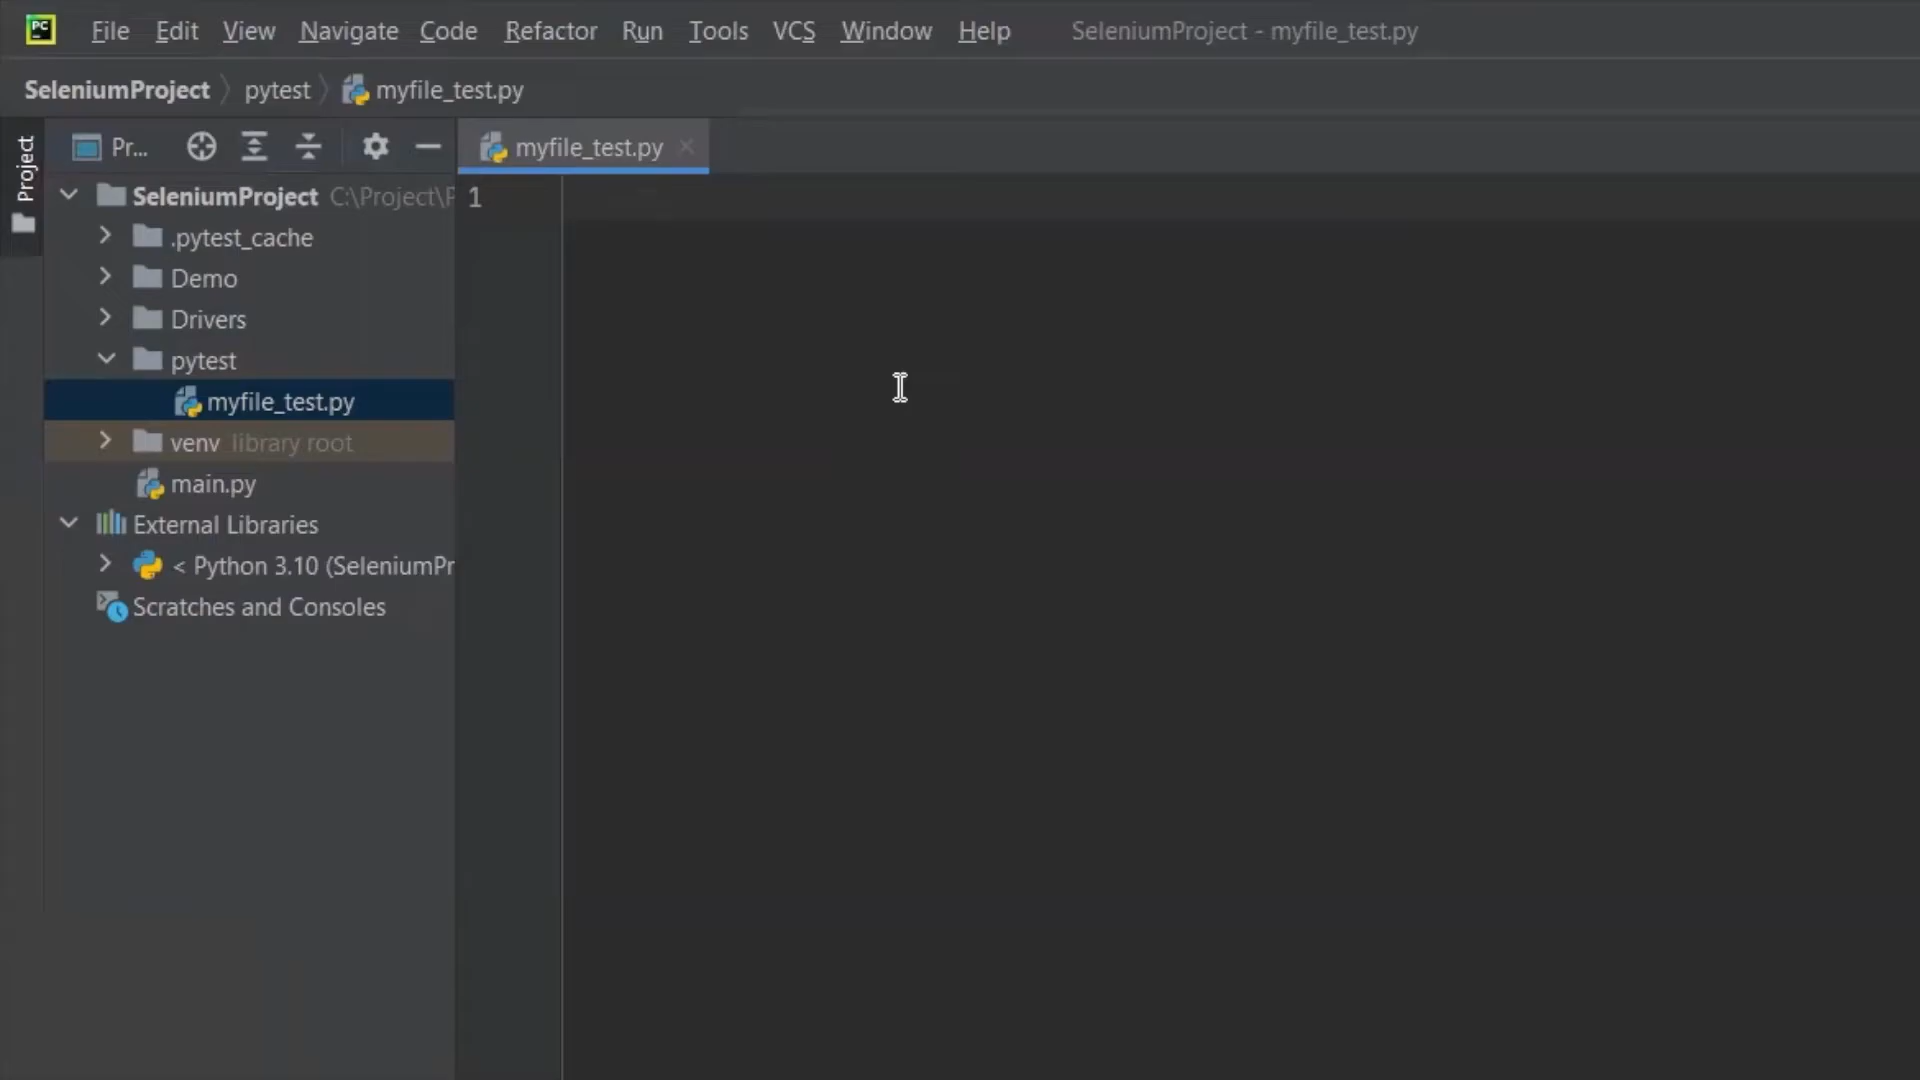 PC
File Edit View Navigate Code Refactor Run Tools VCS Window Help SeleniumProject - myfile_test.py
SeleniumProject pytest myfile_test.py
Project
Pr...
myfile_test.py
SeleniumProject C:\Project\P
1
.pytest_cache
Demo
Drivers
pytest
myfile_test.py
venv library root
main.py
External Libraries
< Python 3.10 (SeleniumPr
Scratches and Consoles